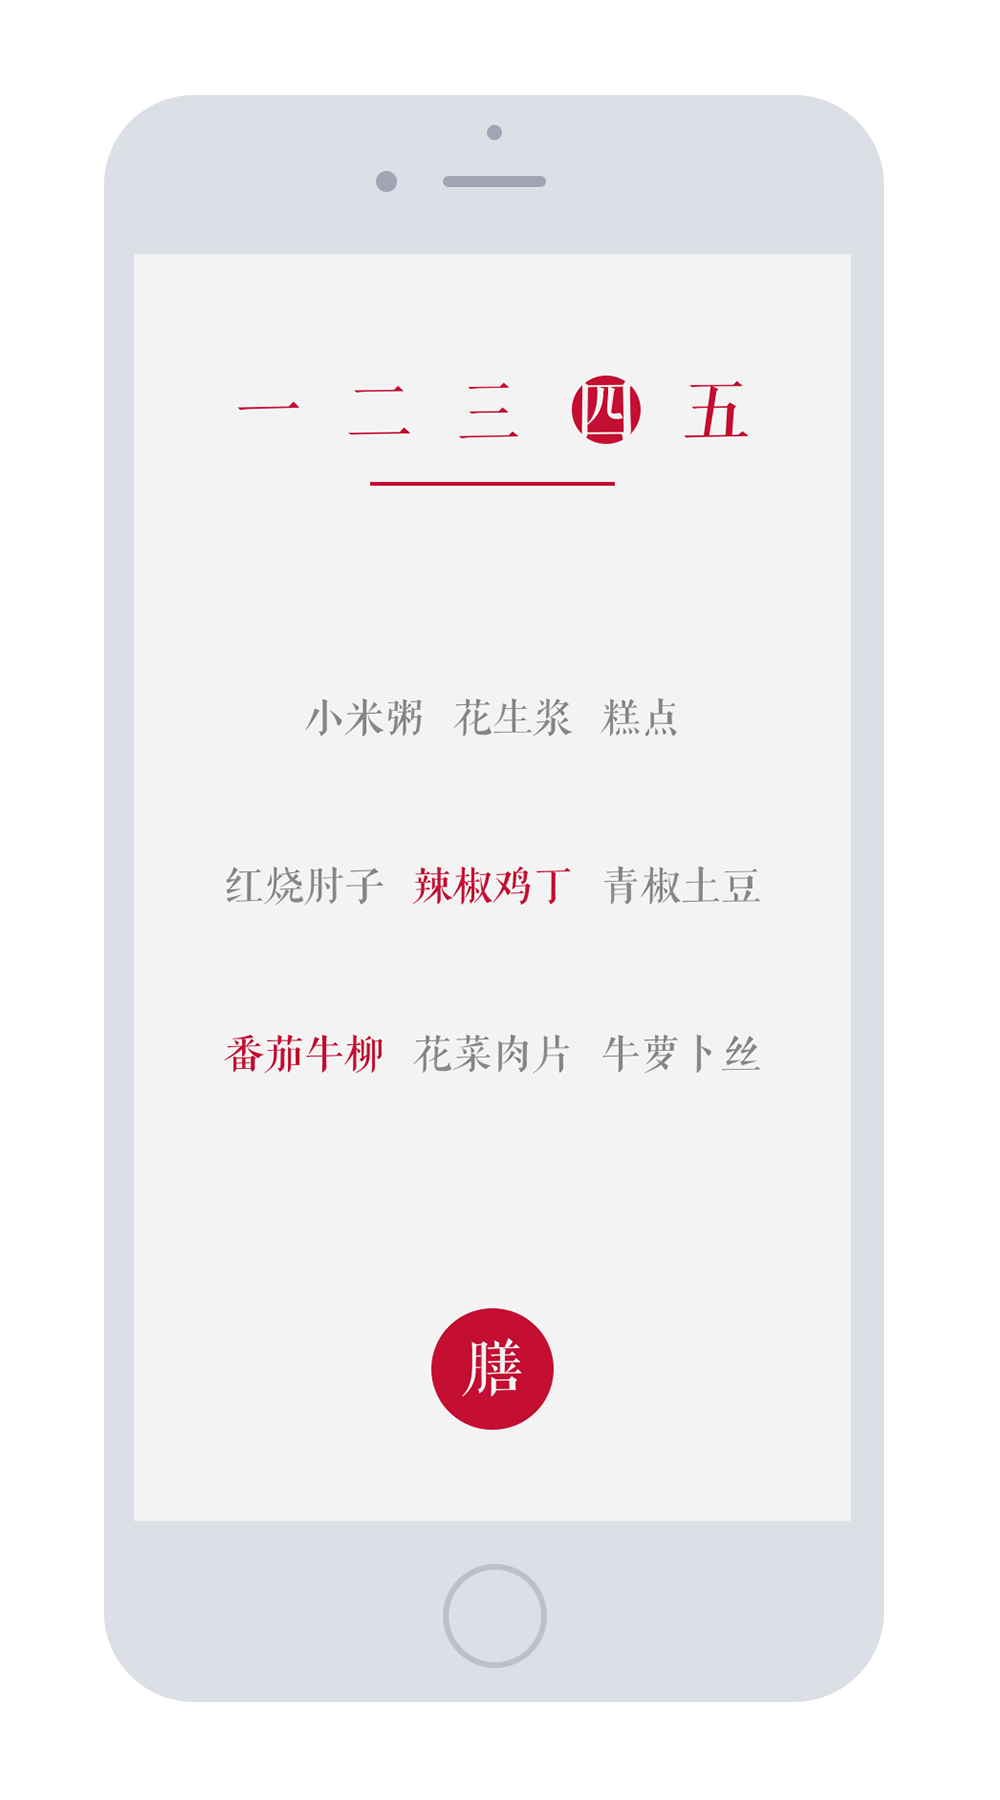 一 二 三 四 五
小米粥 花生浆 糕点
红烧肘子 辣椒鸡丁 青椒土豆
番茄牛柳 花菜肉片 牛萝卜丝
膳